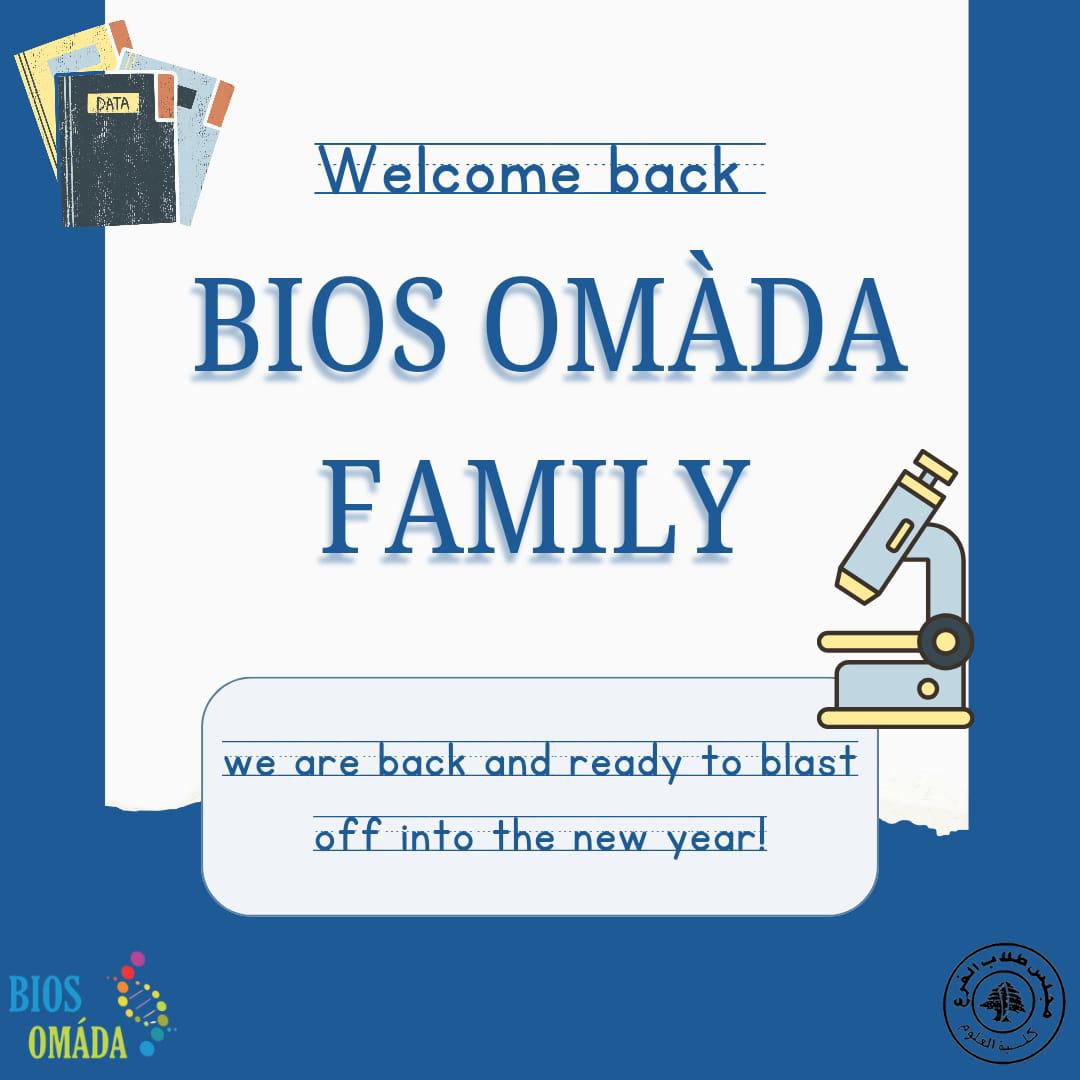 DATA
Welcome back
BIOS OMÀDA
FAMILY
we are back and ready to blast
off into the new year!
BIOS
OMÁDA
مجلس طلاب الفرع
كلية العلوم